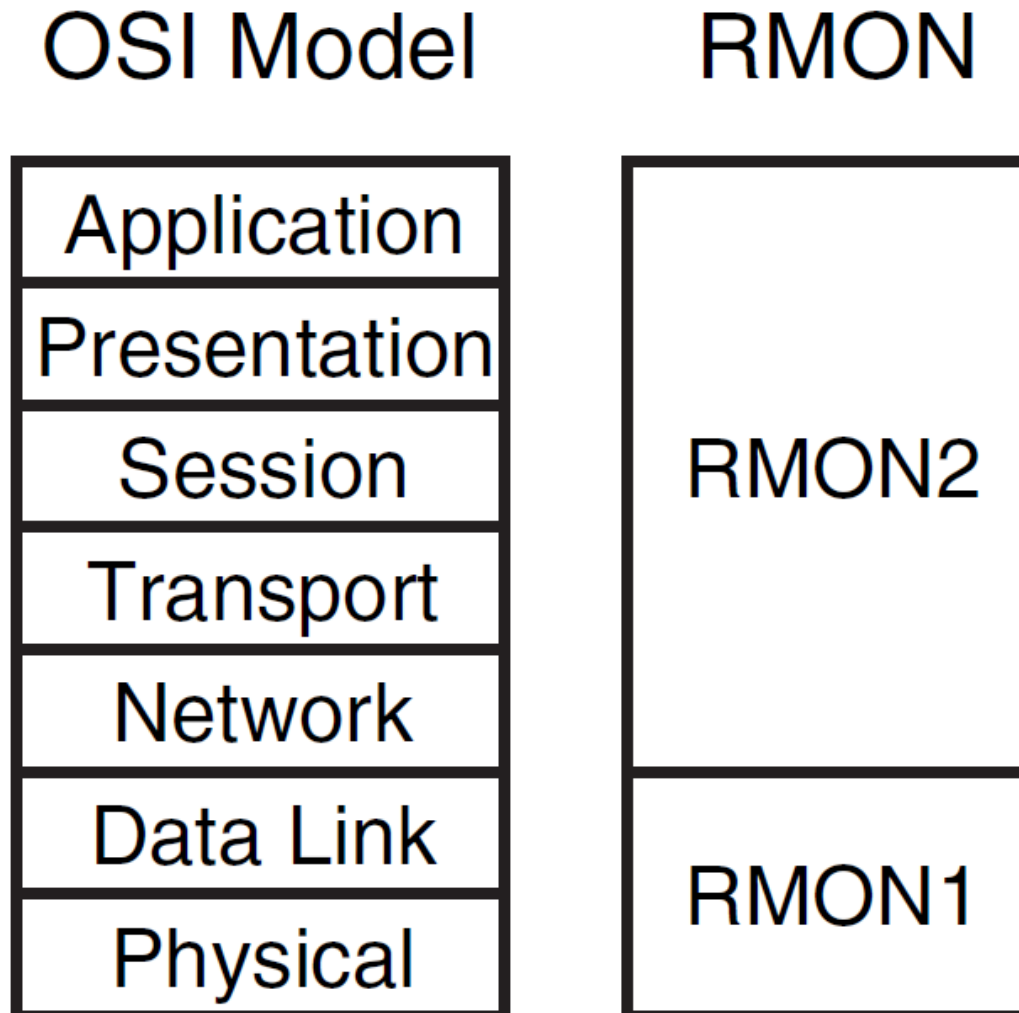 OSI Model
RMON
Application
Presentation
Session
Transport
Network
Data Link
Physical
RMON2
RMON1